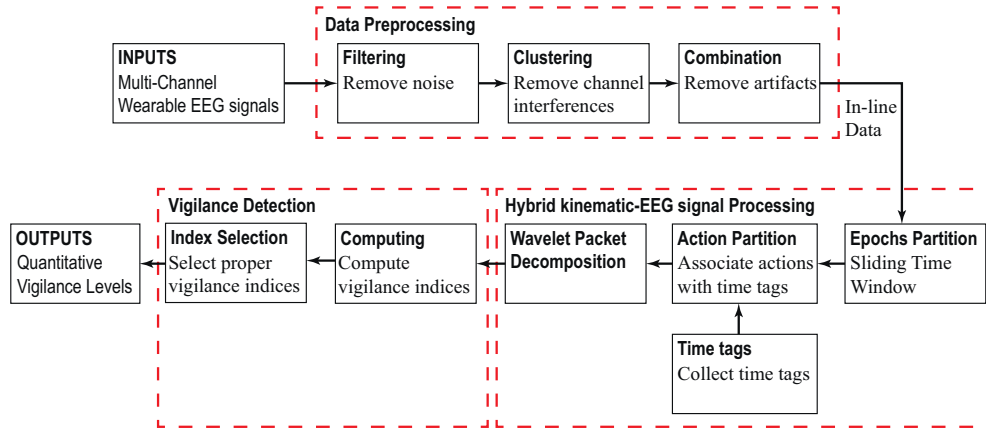 Data Preprocessing
INPUTS
Multi-Channel
Wearable EEG signals
Filtering
Remove noise
Clustering
Remove channel
interferences
Combination
Remove artifacts
In-line
Data
Vigilance Detection
Hybrid kinematic-EEG signal Processing
OUTPUTS
Quantitative
Vigilance Levels
Index Selection
Select proper
vigilance indices
Computing
Compute
vigilance indices
Wavelet Packet
Decomposition
Action Partition
Associate actions
with time tags
Epochs Partition
Sliding Time
Window
Time tags
Collect time tags